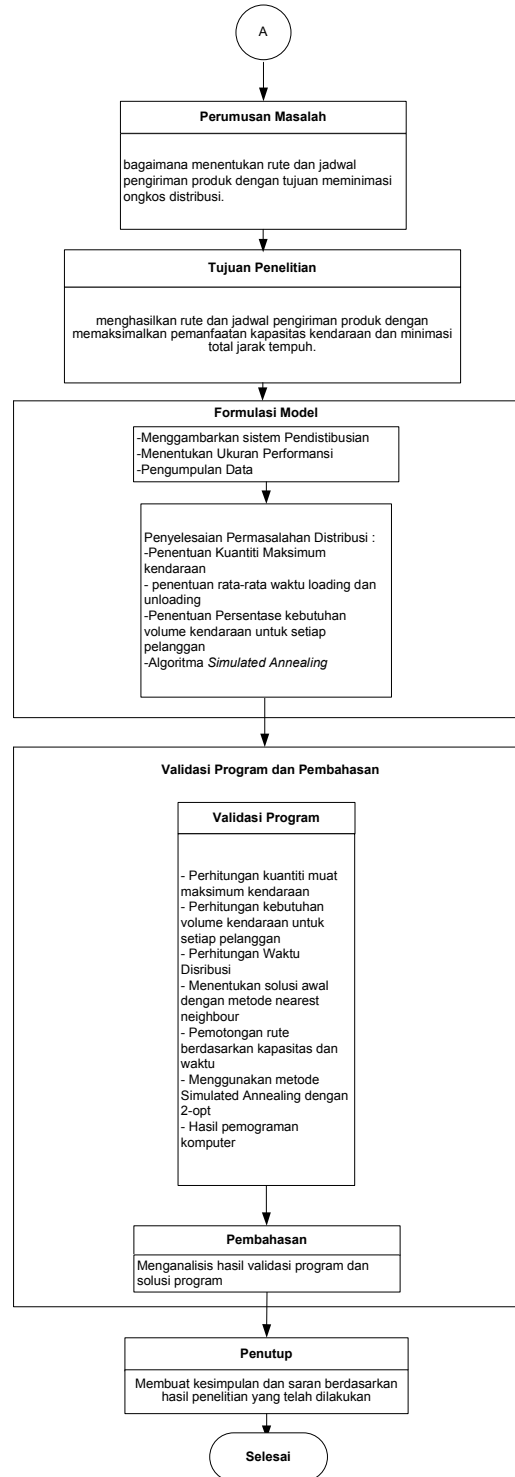 A
Perumusan Masalah
bagaimana menentukan rute dan jadwal
pengiriman produk dengan tujuan meminimasi
ongkos distribusi.
Tujuan Penelitian
menghasilkan rute dan jadwal pengiriman produk dengan
memaksimalkan pemanfaatan kapasitas kendaraan dan minimasi
total jarak tempuh.
Formulasi Model
-Menggambarkan sistem Pendistibusian
-Menentukan Ukuran Performansi
-Pengumpulan Data
Penyelesaian Permasalahan Distribusi :
-Penentuan Kuantiti Maksimum
kendaraan
- penentuan rata-rata waktu loading dan
unloading
-Penentuan Persentase kebutuhan
volume kendaraan untuk setiap
pelanggan
-Algoritma Simulated Annealing
Validasi Program dan Pembahasan
Validasi Program
- Perhitungan kuantiti muat
maksimum kendaraan
- Perhitungan kebutuhan
volume kendaraan untuk
setiap pelanggan
- Perhitungan Waktu
Disribusi
- Menentukan solusi awal
dengan metode nearest
neighbour
- Pemotongan rute
berdasarkan kapasitas dan
waktu
- Menggunakan metode
Simulated Annealing dengan
2-opt
- Hasil pemograman
komputer
Pembahasan
Menganalisis hasil validasi program dan
solusi program
Penutup
Membuat kesimpulan dan saran berdasarkan
hasil penelitian yang telah dilakukan
Selesai